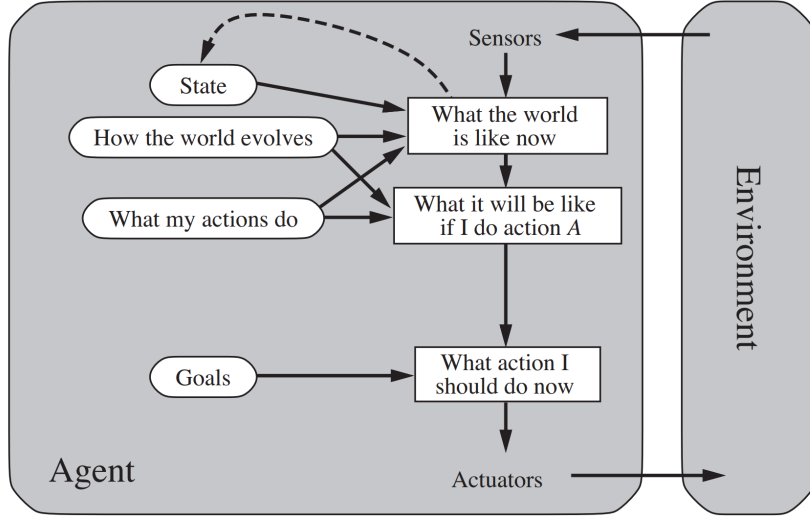 Sensors
State
What the world
is like now
How the world evolves
What it will be like
if I do action A
What my actions do
Environment
What action I
should do now
Goals
Agent
Actuators